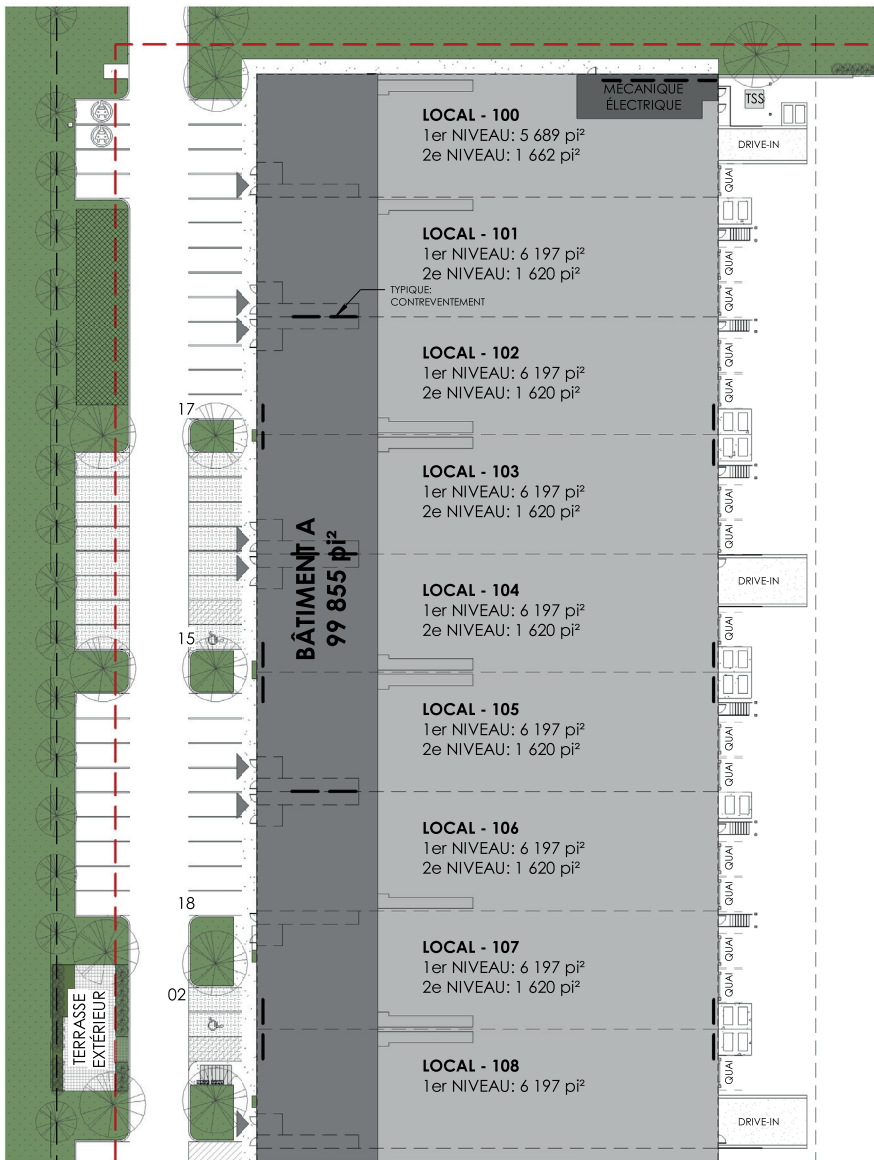 MÉCANIQUE
ÉLECTRIQUE
TSS
LOCAL - 100
1er NIVEAU: 5 689 pi²
2e NIVEAU: 1 662 pi²
DRIVE-IN
QUAI
LOCAL - 101
1er NIVEAU: 6 197 pi²
2e NIVEAU: 1 620 pi²
QUAI
QUAI
TYPIQUE:
CONTREVENTEMENT
LOCAL - 102
1er NIVEAU: 6 197 pi²
2e NIVEAU: 1 620 pi²
QUAI
QUAI
17
LOCAL - 103
1er NIVEAU: 6 197 pi²
2e NIVEAU: 1 620 pi²
QUAI
QUAI
BÂTIMENT A
99 855 pi²
DRIVE-IN
LOCAL - 104
1er NIVEAU: 6 197 pi²
2e NIVEAU: 1 620 pi²
QUAI
15
LOCAL - 105
1er NIVEAU: 6 197 pi²
2e NIVEAU: 1 620 pi²
QUAI
QUAI
LOCAL - 106
1er NIVEAU: 6 197 pi²
2e NIVEAU: 1 620 pi²
QUAI
QUAI
18
LOCAL - 107
1er NIVEAU: 6 197 pi²
2e NIVEAU: 1 620 pi²
QUAI
QUAI
02
TERRASSE
EXTÉRIEUR
LOCAL - 108
1er NIVEAU: 6 197 pi²
QUAI
DRIVE-IN